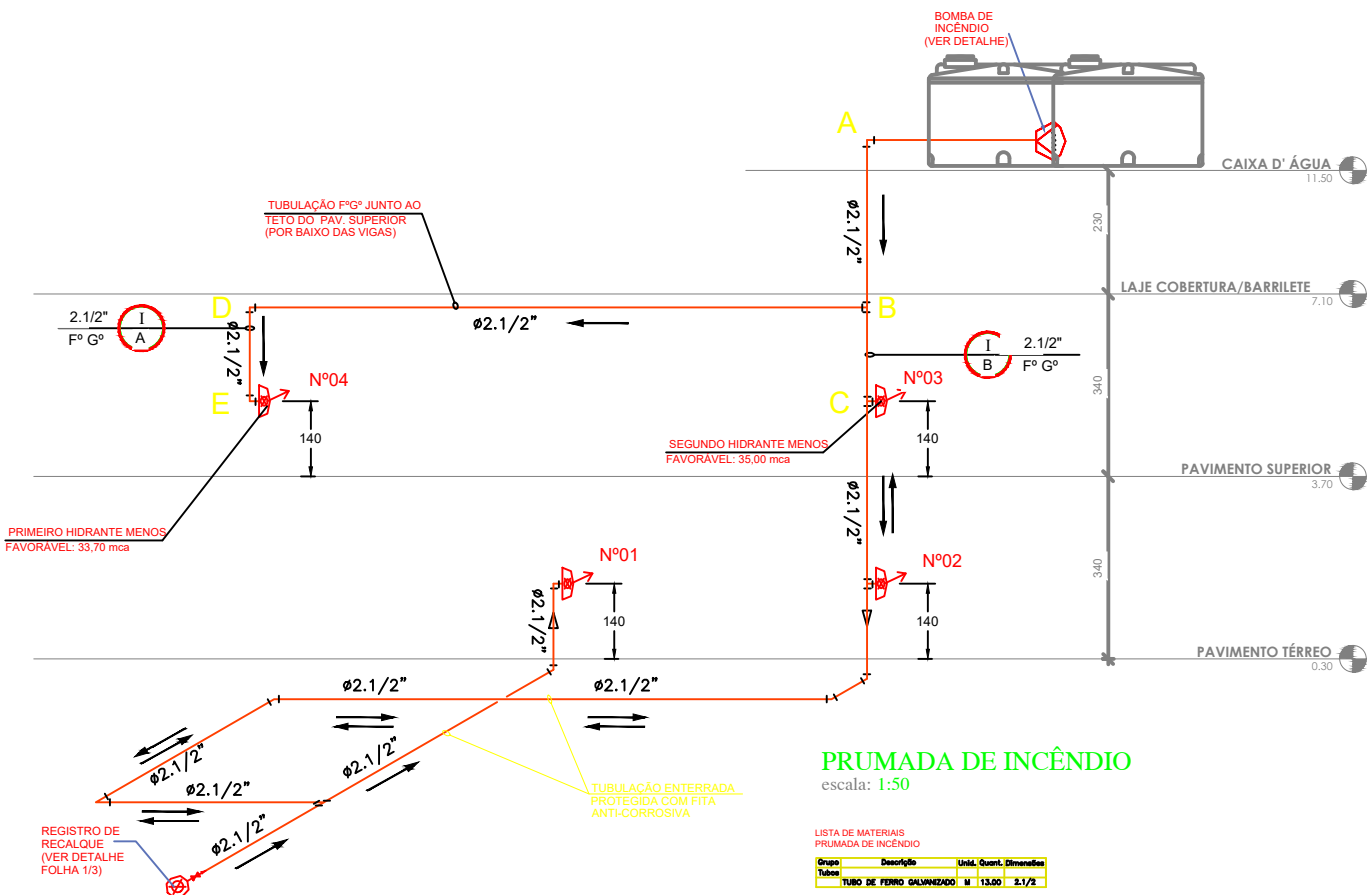 BOMBA DE
INCÊNDIO
(VER DETALHE)
A
CAIXA D' ÁGUA
11.50
TUBULAÇÃO FºGº JUNTO AO
TETO DO PAV. SUPERIOR
(POR BAIXO DAS VIGAS)
ø2.1/2"
230
LAJE COBERTURA/BARRILETE
7.10
D
B
2.1/2"
Fº Gº
I
A
ø2.1/2"
ø2.1/2"
I
B
2.1/2"
Fº Gº
Nº04
E
140
C
Nº03
340
140
SEGUNDO HIDRANTE MENOS
FAVORÁVEL: 35,00 mca
PAVIMENTO SUPERIOR
3.70
ø2.1/2"
PRIMEIRO HIDRANTE MENOS
FAVORÁVEL: 33,70 mca
Nº01
Nº02
340
ø2.1/2"
140
140
PAVIMENTO TÉRREO
0.30
ø2.1/2"
ø2.1/2"
ø2.1/2"
ø2.1/2"
ø2.1/2"
ø2.1/2"
TUBULAÇÃO ENTERRADA
PROTEGIDA COM FITA
ANTI-CORROSIVA
PRUMADA DE INCÊNDIO
escala: 1:50
REGISTRO DE
RECALQUE
(VER DETALHE
FOLHA 1/3)
LISTA DE MATERIAIS
PRUMADA DE INCÊNDIO
Grupo Descrição Unid. Quant. Dimensões
Tubos
TUBO DE FERRO GALVANIZADO M 13.00 2.1/2